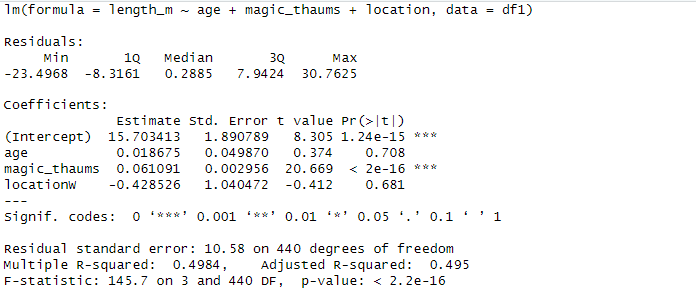 lm(formula = length_m ~ age + magic_thaums + location, data = df1)
Residuals:
Min 1Q Median 3Q Max
-23.4968 -8.3161 0.2885 7.9424 30.7625
Coefficients:
Estimate Std. Error t value Pr(>|t|)
(Intercept) 15.703413 1.890789 8.305 1.24e-15 ***
age 0.018675 0.049870 0.374 0.708
magic_thaums 0.061091 0.002956 20.669 < 2e-16 ***
locationW -0.428526 1.040472 -0.412 0.681
---
Signif. codes: 0 ‘***’ 0.001 ‘**’ 0.01 ‘*’ 0.05 ‘.’ 0.1 ‘ ’ 1
Residual standard error: 10.58 on 440 degrees of freedom
Multiple R-squared: 0.4984, Adjusted R-squared: 0.495
F-statistic: 145.7 on 3 and 440 DF, p-value: < 2.2e-16